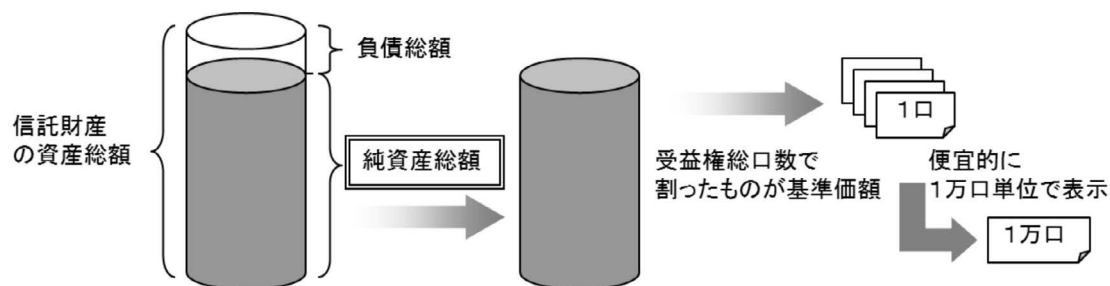 負債総額
信託財産
の資産総額
純資産総額
受益権総口数で
割ったものが基準価額
1口
便宜的に
1万口単位で表示
1万口